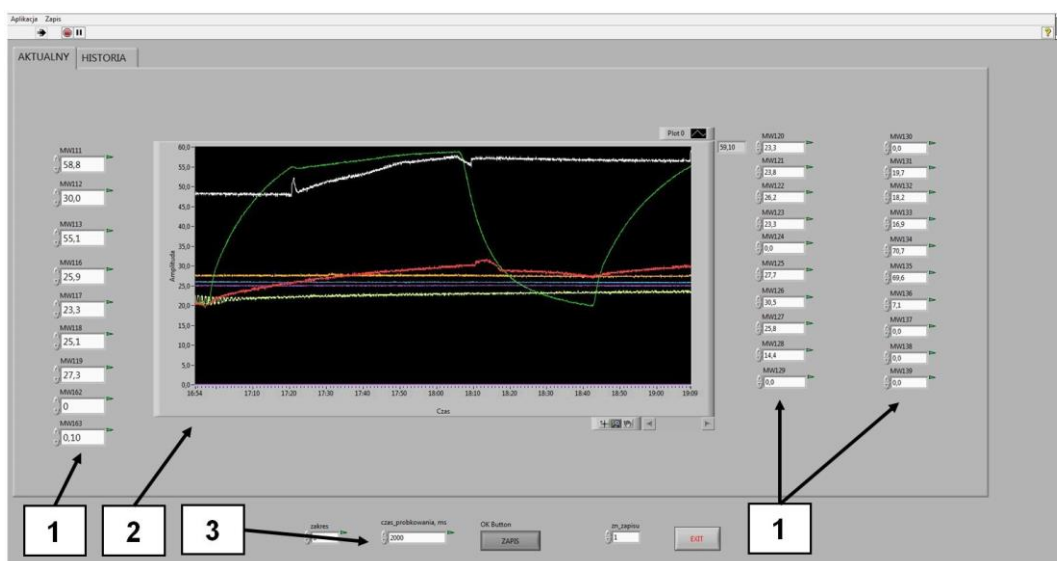 Aplikacja Zapis
AKTUALNY HISTORIA
MW111
58,8
MW112
30,0
MW113
55,1
MW116
25,9
MW117
23,3
MW118
25,1
MW119
27,3
MW162
0
MW163
0,10
Plot 0
59,10
Amplituda
60,0
55,0
50,0
45,0
40,0
35,0
30,0
25,0
20,0
15,0
10,0
5,0
0,0
16:54 17:10 17:20 17:30 17:40 17:50 18:00 18:10 18:20 18:30 18:40 18:50 19:00 19:09
Czas
MW120
23,3
MW121
23,8
MW122
26,2
MW123
23,3
MW124
0,0
MW125
27,7
MW126
30,5
MW127
25,8
MW128
14,4
MW129
0,0
MW130
0,0
MW131
19,7
MW132
18,2
MW133
16,9
MW134
70,7
MW135
69,6
MW136
7,1
MW137
0,0
MW138
0,0
MW139
0,0
1
2
3
1
zakres
czas_probkowania, ms
2000
OK Button
ZAPIS
zn_zapisu
1
EXIT